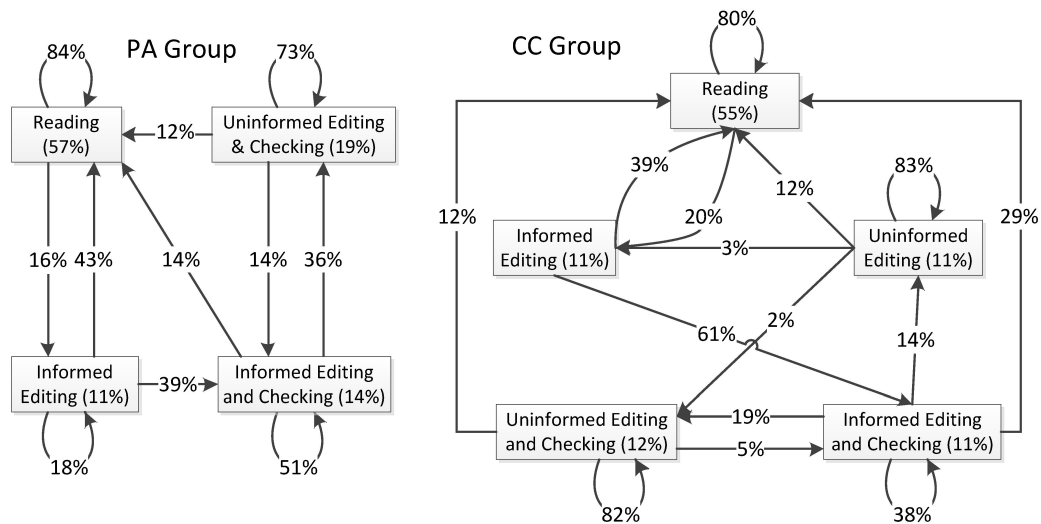 PA Group
84%
73%
Reading
(57%)
12%
Uninformed Editing
& Checking (19%)
16%
43%
14%
14%
36%
Informed
Editing (11%)
39%
Informed Editing
and Checking (14%)
18%
51%
CC Group
80%
Reading
(55%)
39%
20%
12%
83%
12%
29%
Informed
Editing (11%)
3%
Uninformed
Editing (11%)
61%
2%
14%
Uninformed Editing
and Checking (12%)
19%
5%
Informed Editing
and Checking (11%)
82%
38%